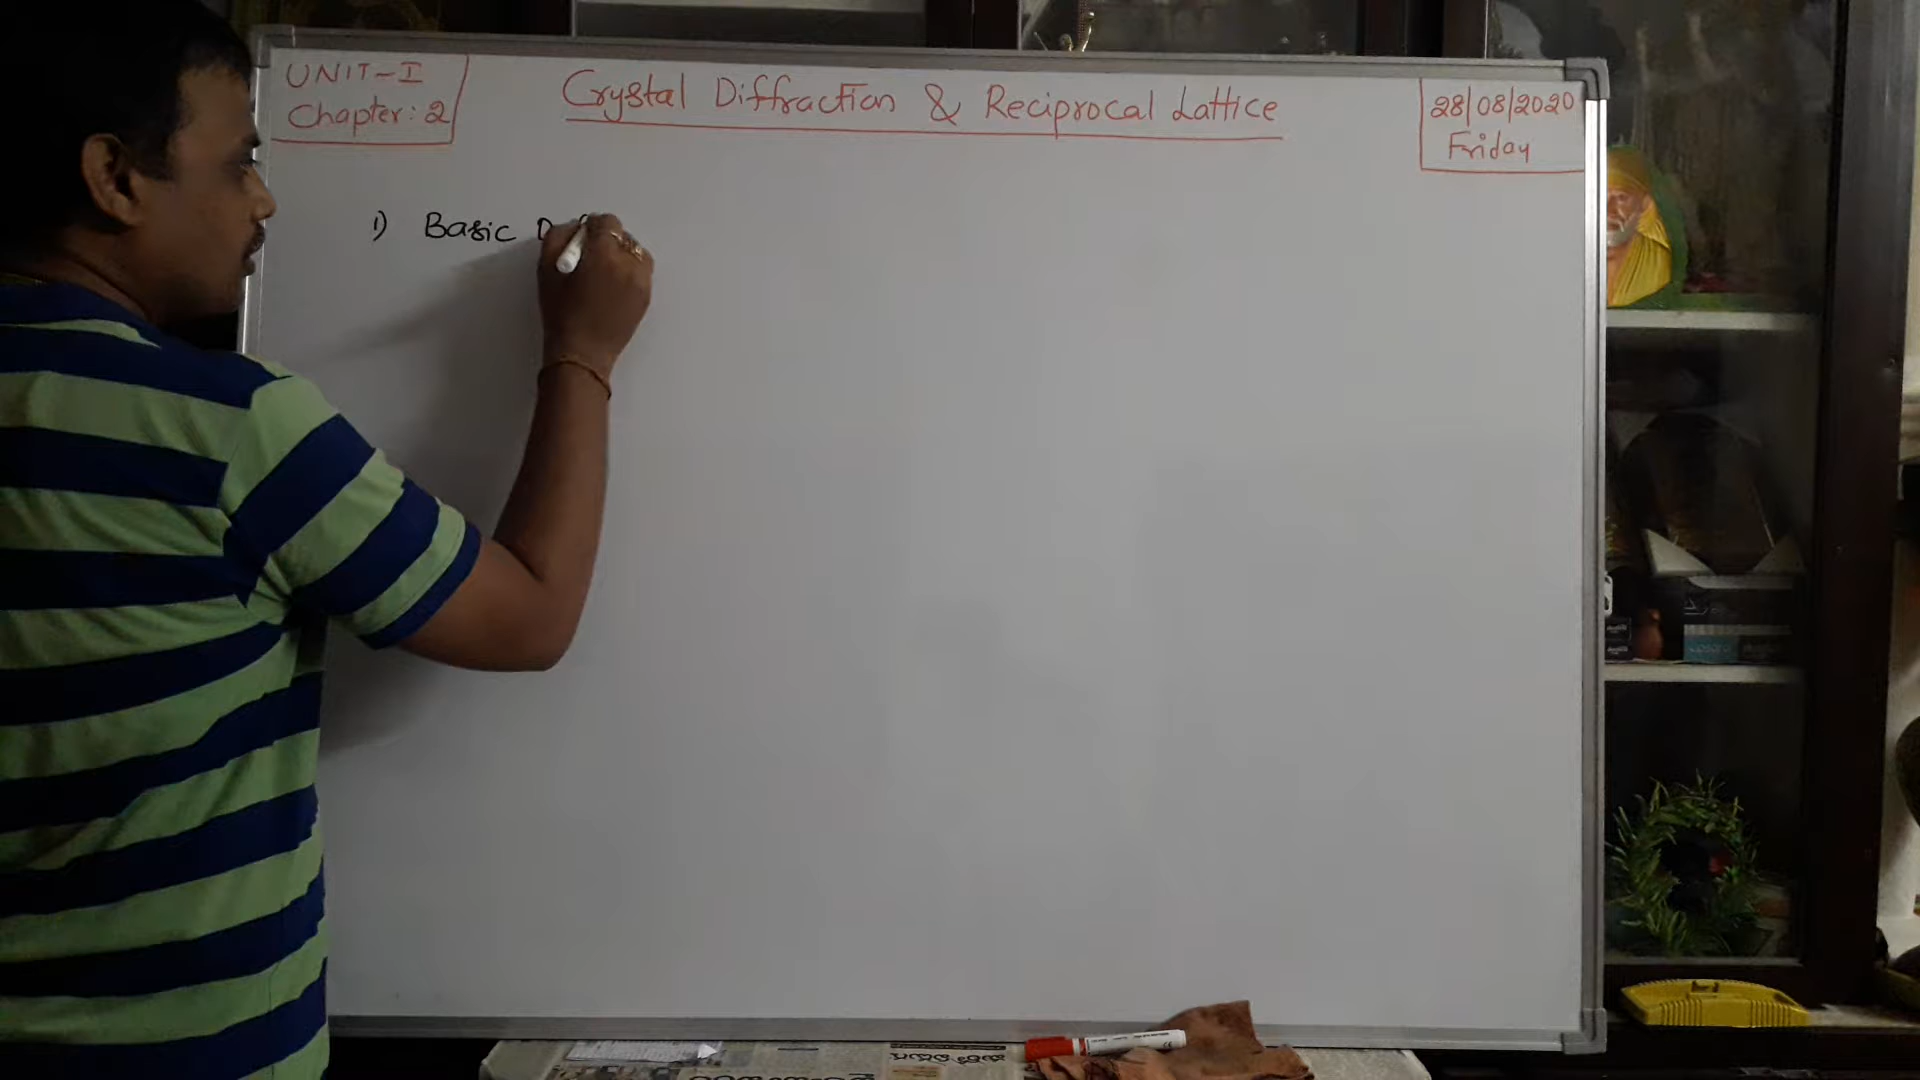 UNIT-I
Chapter: 2
Crystal Diffraction & Reciprocal Lattice
28/08/2020
Friday
1) Basic